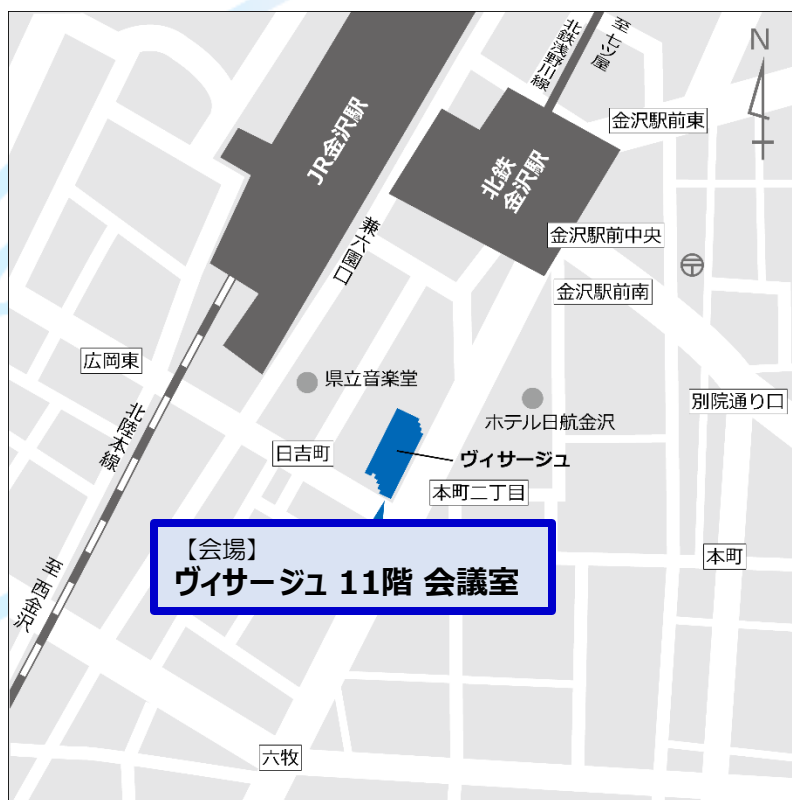 北鉄浅野川線
至 七ツ屋
N
金沢駅前東
JR金沢駅
北鉄
金沢駅
兼六園口
金沢駅前中央
金沢駅前南
広岡東
県立音楽堂
ホテル日航金沢
別院通り口
北陸本線
日吉町
ヴィサージュ
本町二丁目
【会場】
ヴィサージュ 11階 会議室
本町
至 西金沢
六枚